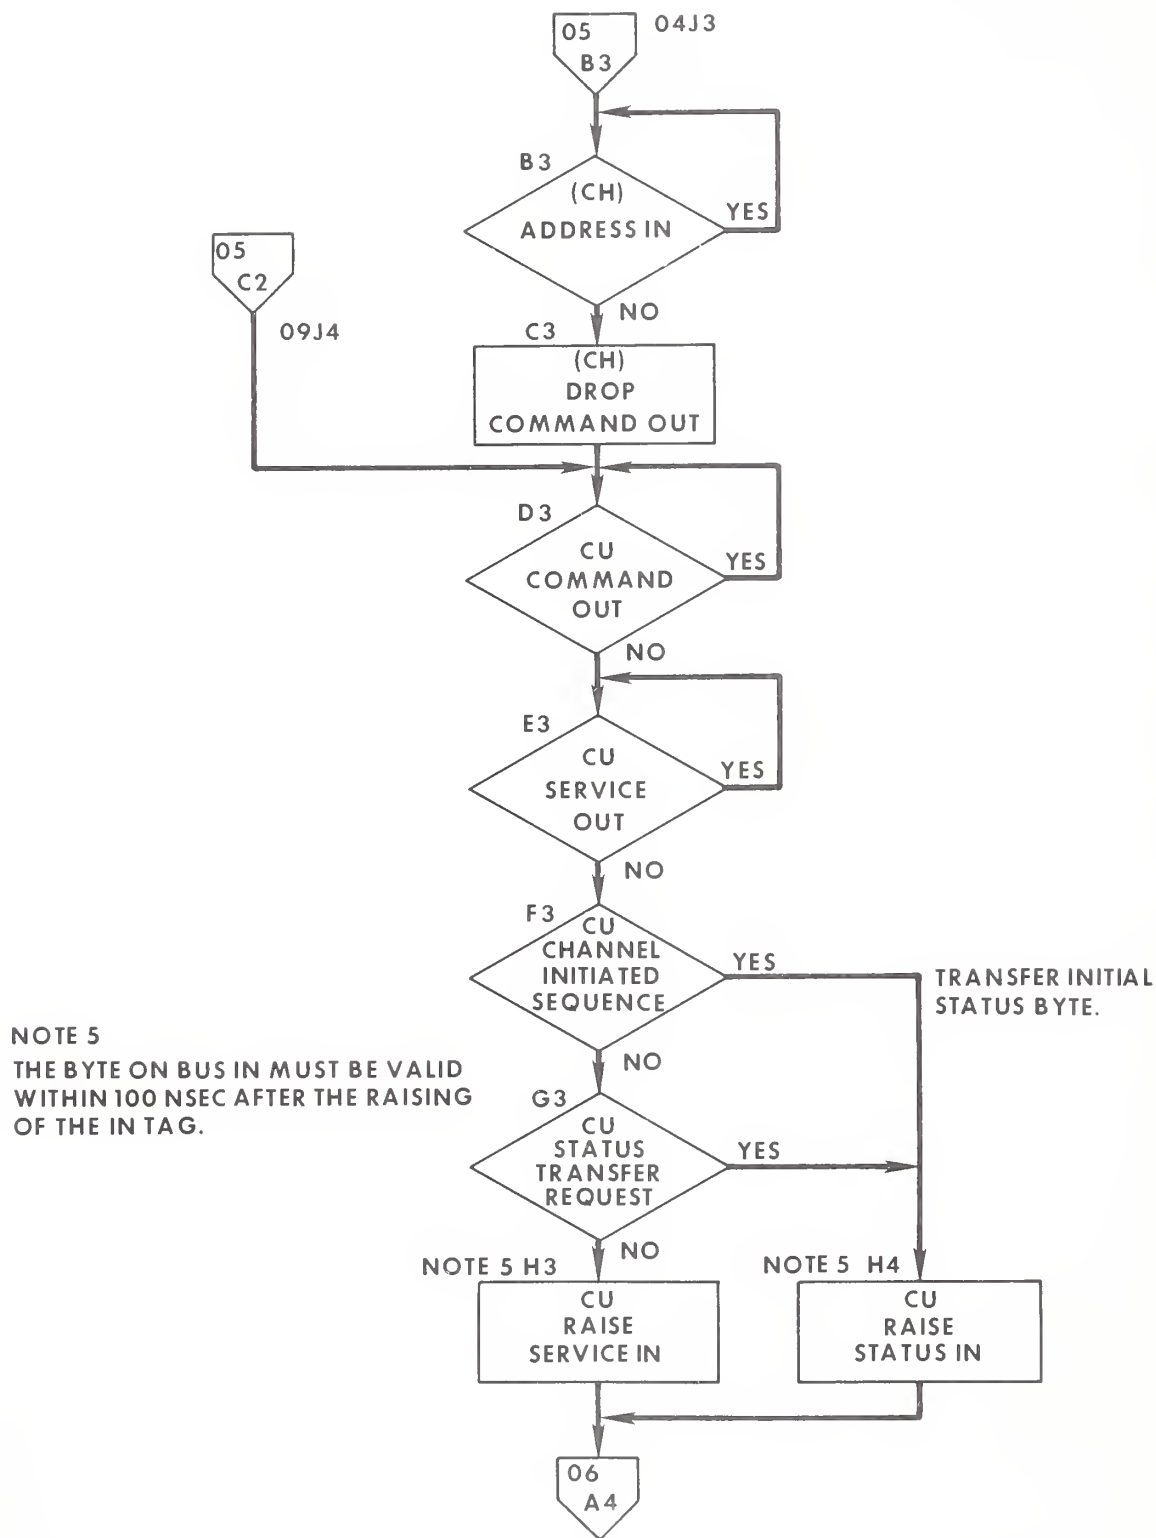 05
B3
04J3
B3
(CH)
ADDRESS IN
YES
NO
05
C2
09J4
C3
(CH)
DROP
COMMAND OUT
D3
CU
COMMAND
OUT
YES
NO
E3
CU
SERVICE
OUT
YES
NO
F3
CU
CHANNEL
INITIATED
SEQUENCE
YES
TRANSFER INITIAL
STATUS BYTE.
NO
NOTE 5
THE BYTE ON BUS IN MUST BE VALID
WITHIN 100 NSEC AFTER THE RAISING
OF THE IN TAG.
G3
CU
STATUS
TRANSFER
REQUEST
YES
NO
NOTE 5 H3
CU
RAISE
SERVICE IN
NOTE 5 H4
CU
RAISE
STATUS IN
06
A4